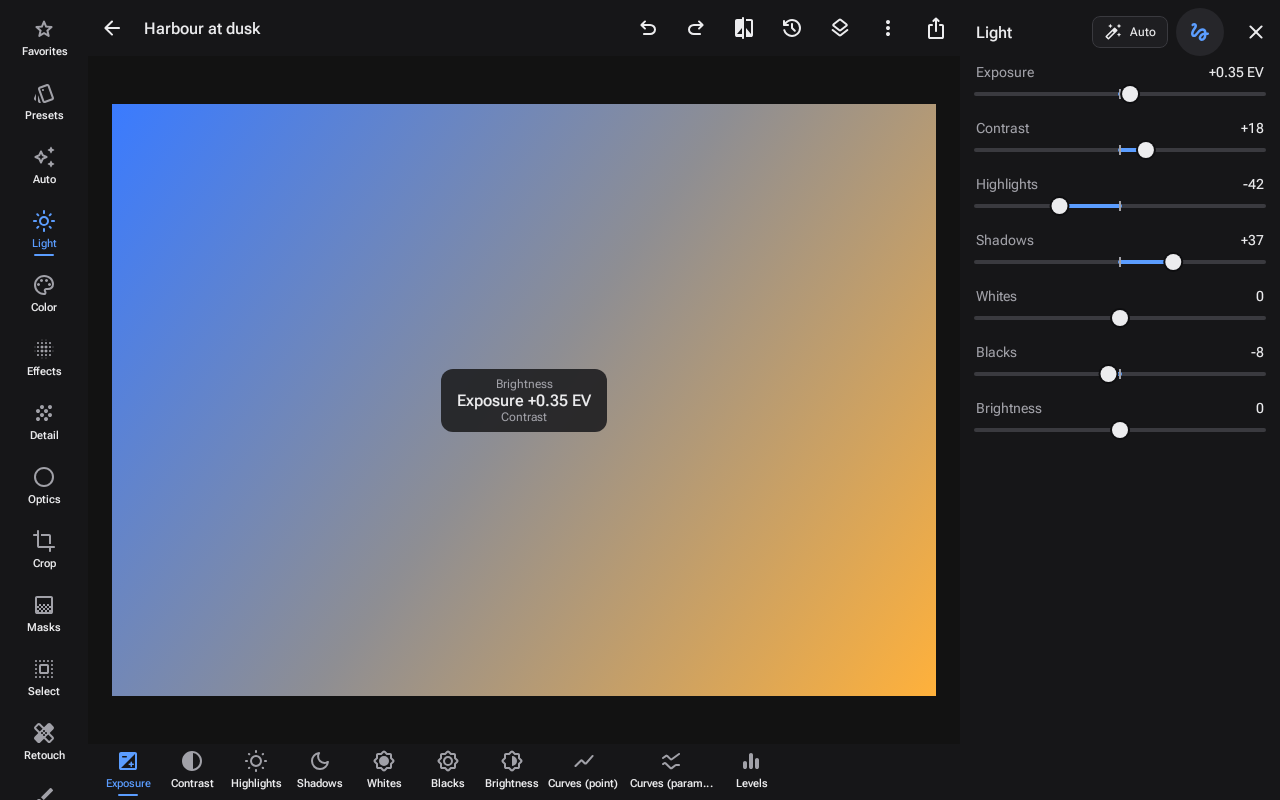 Favorites
Presets
Auto
Light
Color
Effects
Detail
Optics
Crop
Masks
Select
Retouch
Harbour at dusk
Brightness
Exposure +0.35 EV
Contrast
Exposure
Contrast
Highlights
Shadows
Whites
Blacks
Brightness
Curves (point)
Curves (param...
Levels
Light
Auto
Exposure +0.35 EV
Contrast +18
Highlights -42
Shadows +37
Whites 0
Blacks -8
Brightness 0